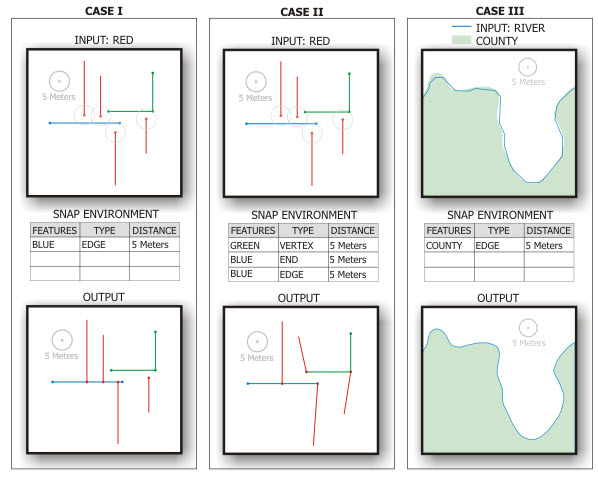 CASE I
INPUT: RED
5 Meters
SNAP ENVIRONMENT
FEATURES TYPE DISTANCE
BLUE EDGE 5 Meters
OUTPUT
5 Meters
CASE II
INPUT: RED
5 Meters
SNAP ENVIRONMENT
FEATURES TYPE DISTANCE
GREEN VERTEX 5 Meters
BLUE END 5 Meters
BLUE EDGE 5 Meters
OUTPUT
5 Meters
CASE III
INPUT: RIVER
COUNTY
5 Meters
SNAP ENVIRONMENT
FEATURES TYPE DISTANCE
COUNTY EDGE 5 Meters
OUTPUT
5 Meters